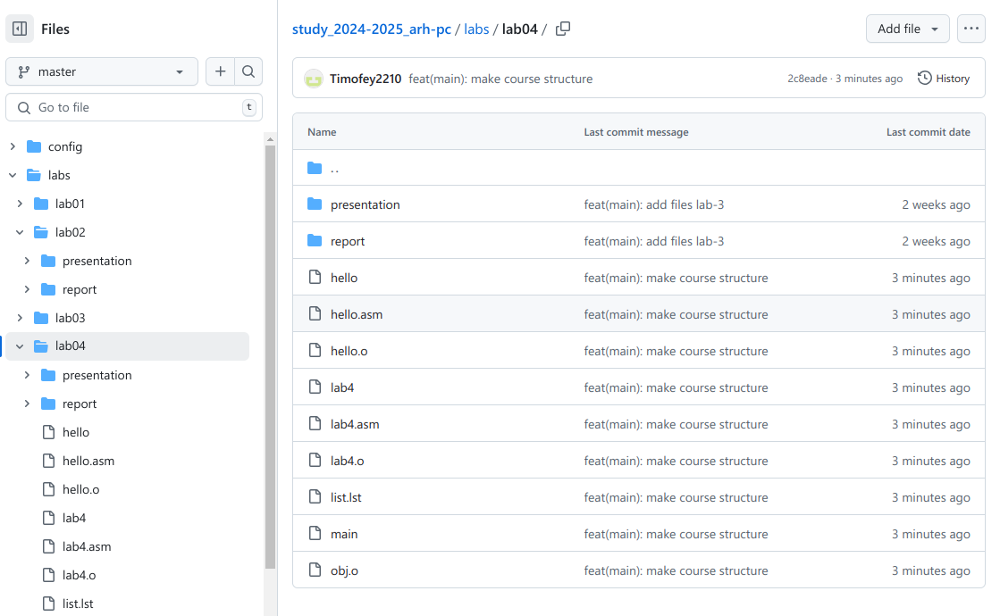 Files
master
Go to file
t
config
labs
lab01
lab02
presentation
report
lab03
lab04
presentation
report
hello
hello.asm
hello.o
lab4
lab4.asm
lab4.o
list.lst
study_2024-2025_arh-pc / labs / lab04 /
Add file
Timofey2210 feat(main): make course structure
2c8eade · 3 minutes ago
History
Name Last commit message Last commit date
..
presentation feat(main): add files lab-3 2 weeks ago
report feat(main): add files lab-3 2 weeks ago
hello feat(main): make course structure 3 minutes ago
hello.asm feat(main): make course structure 3 minutes ago
hello.o feat(main): make course structure 3 minutes ago
lab4 feat(main): make course structure 3 minutes ago
lab4.asm feat(main): make course structure 3 minutes ago
lab4.o feat(main): make course structure 3 minutes ago
list.lst feat(main): make course structure 3 minutes ago
main feat(main): make course structure 3 minutes ago
obj.o feat(main): make course structure 3 minutes ago